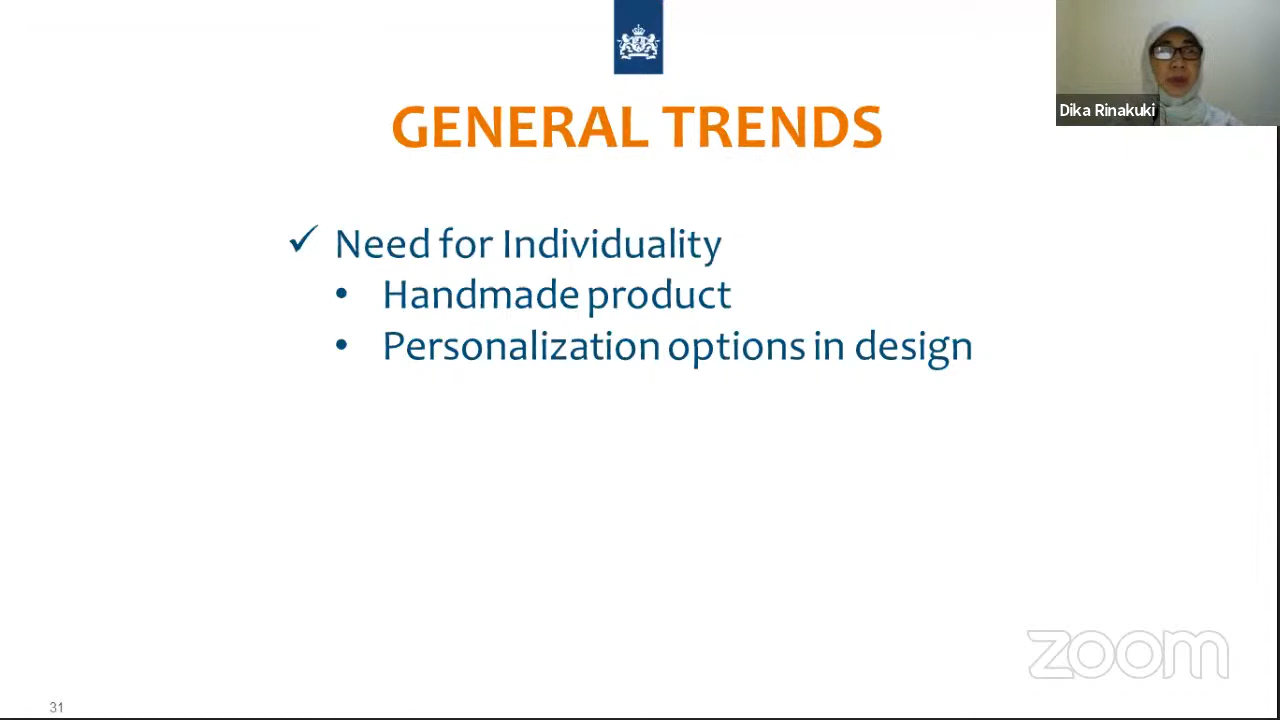 GENERAL TRENDS
Dika Rinakuki
✓ Need for Individuality
• Handmade product
• Personalization options in design
zoom
31